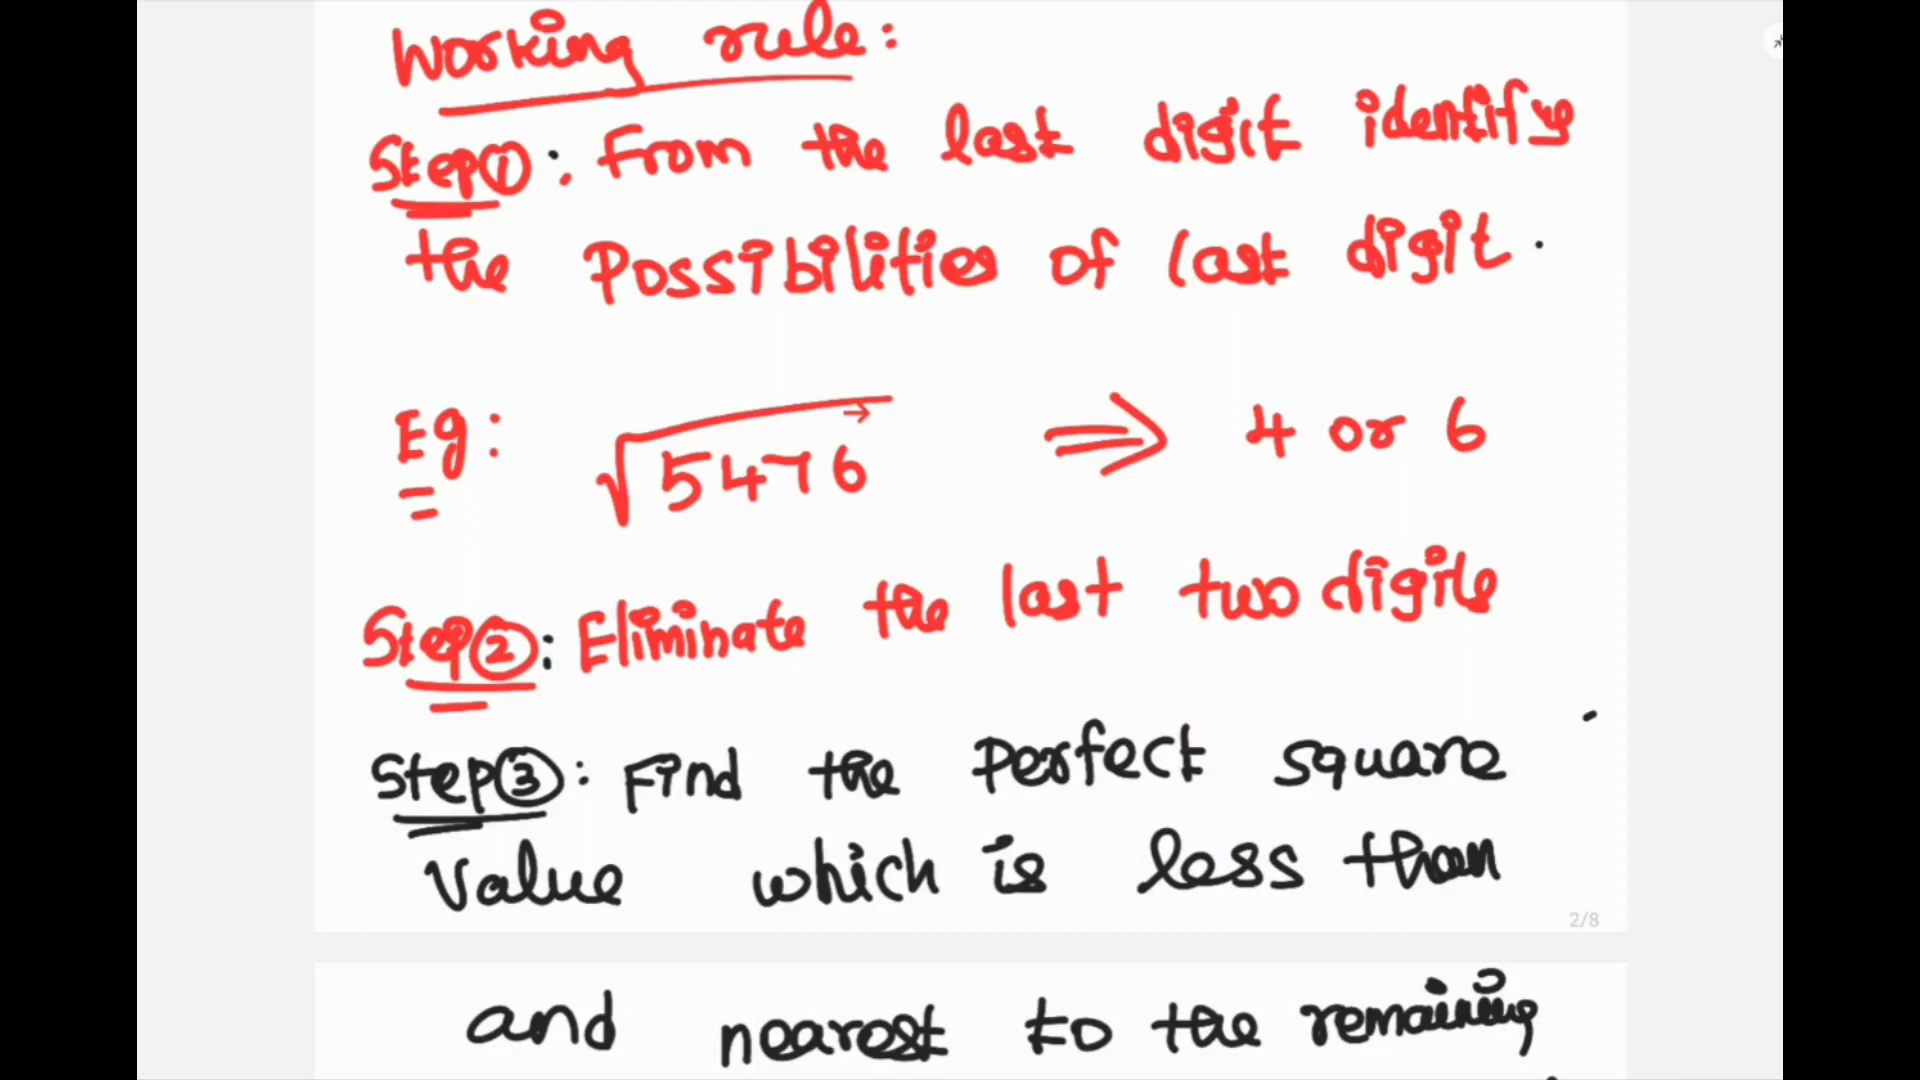 Working rule:
Step①: From the last digit identify
the Possibilities of last digit.
Eg: √5476 ⇒ 4 or 6
Step②: Eliminate the last two digits
Step③: Find the Perfect square
Value which is less than
2/8
and nearest to the remaining